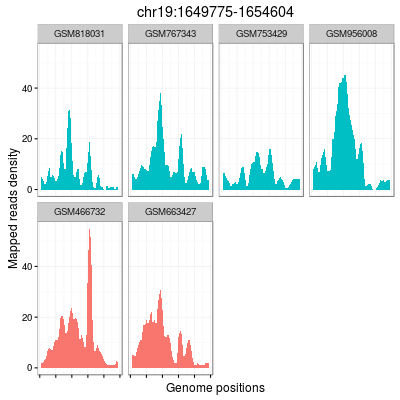 chr19:1649775-1654604
GSM818031 GSM767343 GSM753429 GSM956008
40
20
0
Mapped reads density
GSM466732 GSM663427
40
20
0
Genome positions